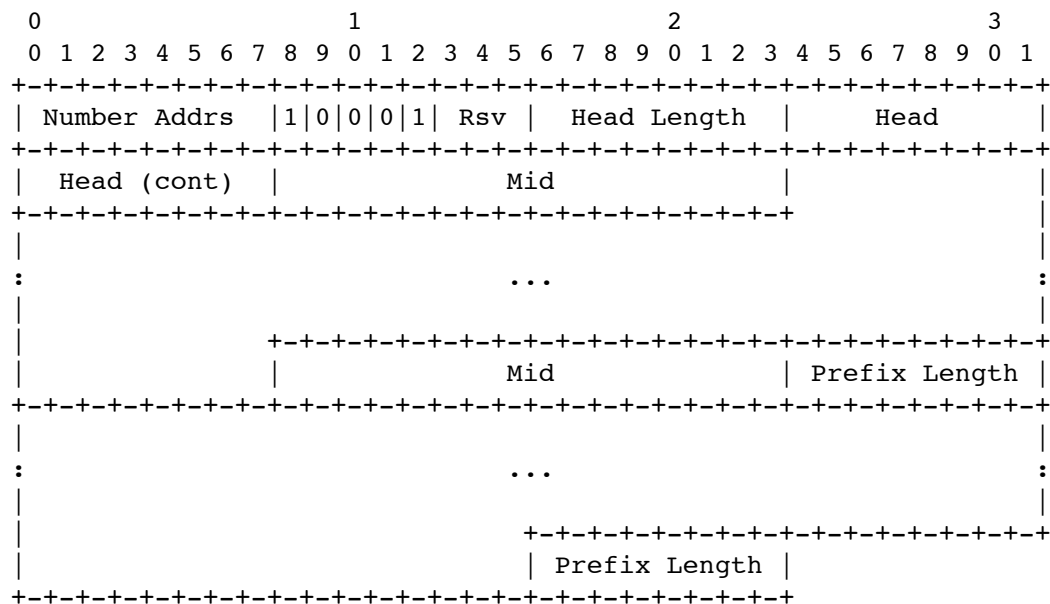 0                   1                   2                   3
 0 1 2 3 4 5 6 7 8 9 0 1 2 3 4 5 6 7 8 9 0 1 2 3 4 5 6 7 8 9 0 1
+-+-+-+-+-+-+-+-+-+-+-+-+-+-+-+-+-+-+-+-+-+-+-+-+-+-+-+-+-+-+-+-+
| Number Addrs  |1|0|0|0|1| Rsv |  Head Length  |     Head      |
+-+-+-+-+-+-+-+-+-+-+-+-+-+-+-+-+-+-+-+-+-+-+-+-+-+-+-+-+-+-+-+-+
|  Head (cont)  |              Mid              |               |
+-+-+-+-+-+-+-+-+-+-+-+-+-+-+-+-+-+-+-+-+-+-+-+-+               |
|                                                               |
:                              ...                              :
|                                                               |
|               +-+-+-+-+-+-+-+-+-+-+-+-+-+-+-+-+-+-+-+-+-+-+-+-+
|               |              Mid              | Prefix Length |
+-+-+-+-+-+-+-+-+-+-+-+-+-+-+-+-+-+-+-+-+-+-+-+-+-+-+-+-+-+-+-+-+
|                                                               |
:                              ...                              :
|                                                               |
|                               +-+-+-+-+-+-+-+-+-+-+-+-+-+-+-+-+
|                               | Prefix Length |
+-+-+-+-+-+-+-+-+-+-+-+-+-+-+-+-+-+-+-+-+-+-+-+-+